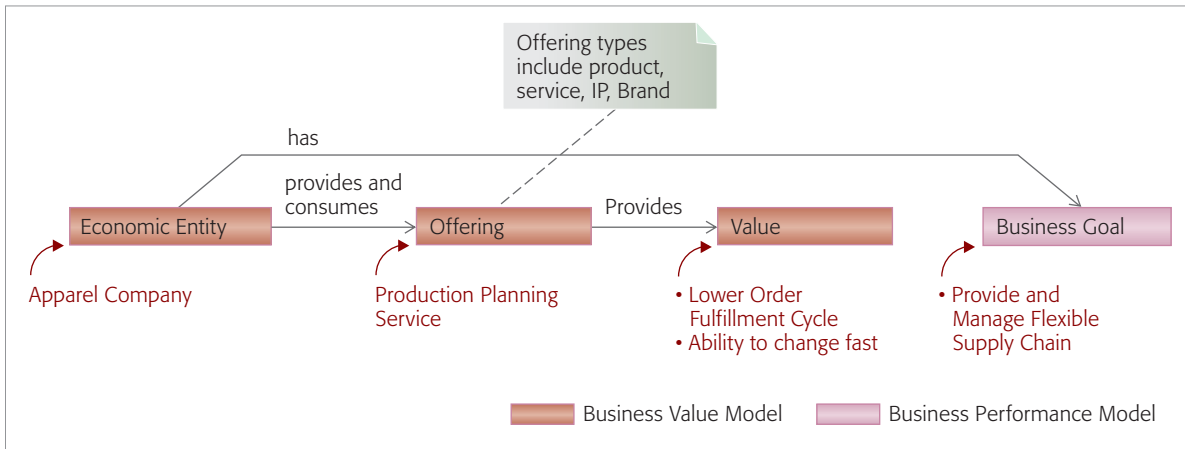 Offering types
include product,
service, IP, Brand
has
provides and
consumes
Provides
Economic Entity
Offering
Value
Business Goal
Apparel Company
Production Planning
Service
• Lower Order
Fulfillment Cycle
• Ability to change fast
• Provide and
Manage Flexible
Supply Chain
Business Value Model
Business Performance Model